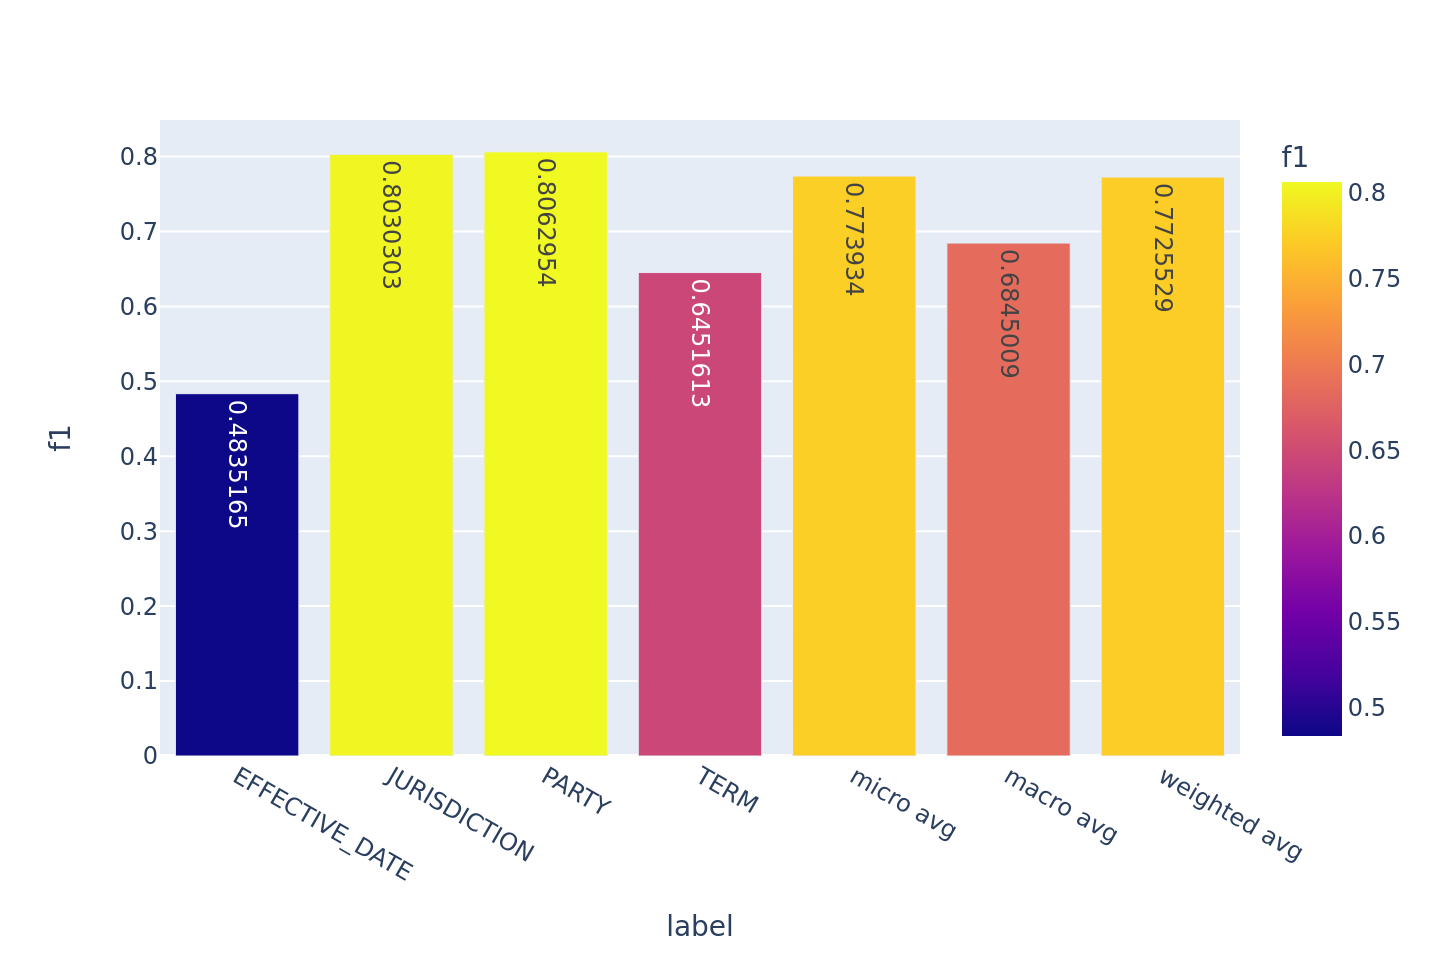 f1
0.8
0.7
0.6
0.5
0.4
0.3
0.2
0.1
0
0.4835165
0.8030303
0.8062954
0.6451613
0.773934
0.6845009
0.7725529
EFFECTIVE_DATE
JURISDICTION
PARTY
TERM
micro avg
macro avg
weighted avg
label
f1
0.8
0.75
0.7
0.65
0.6
0.55
0.5